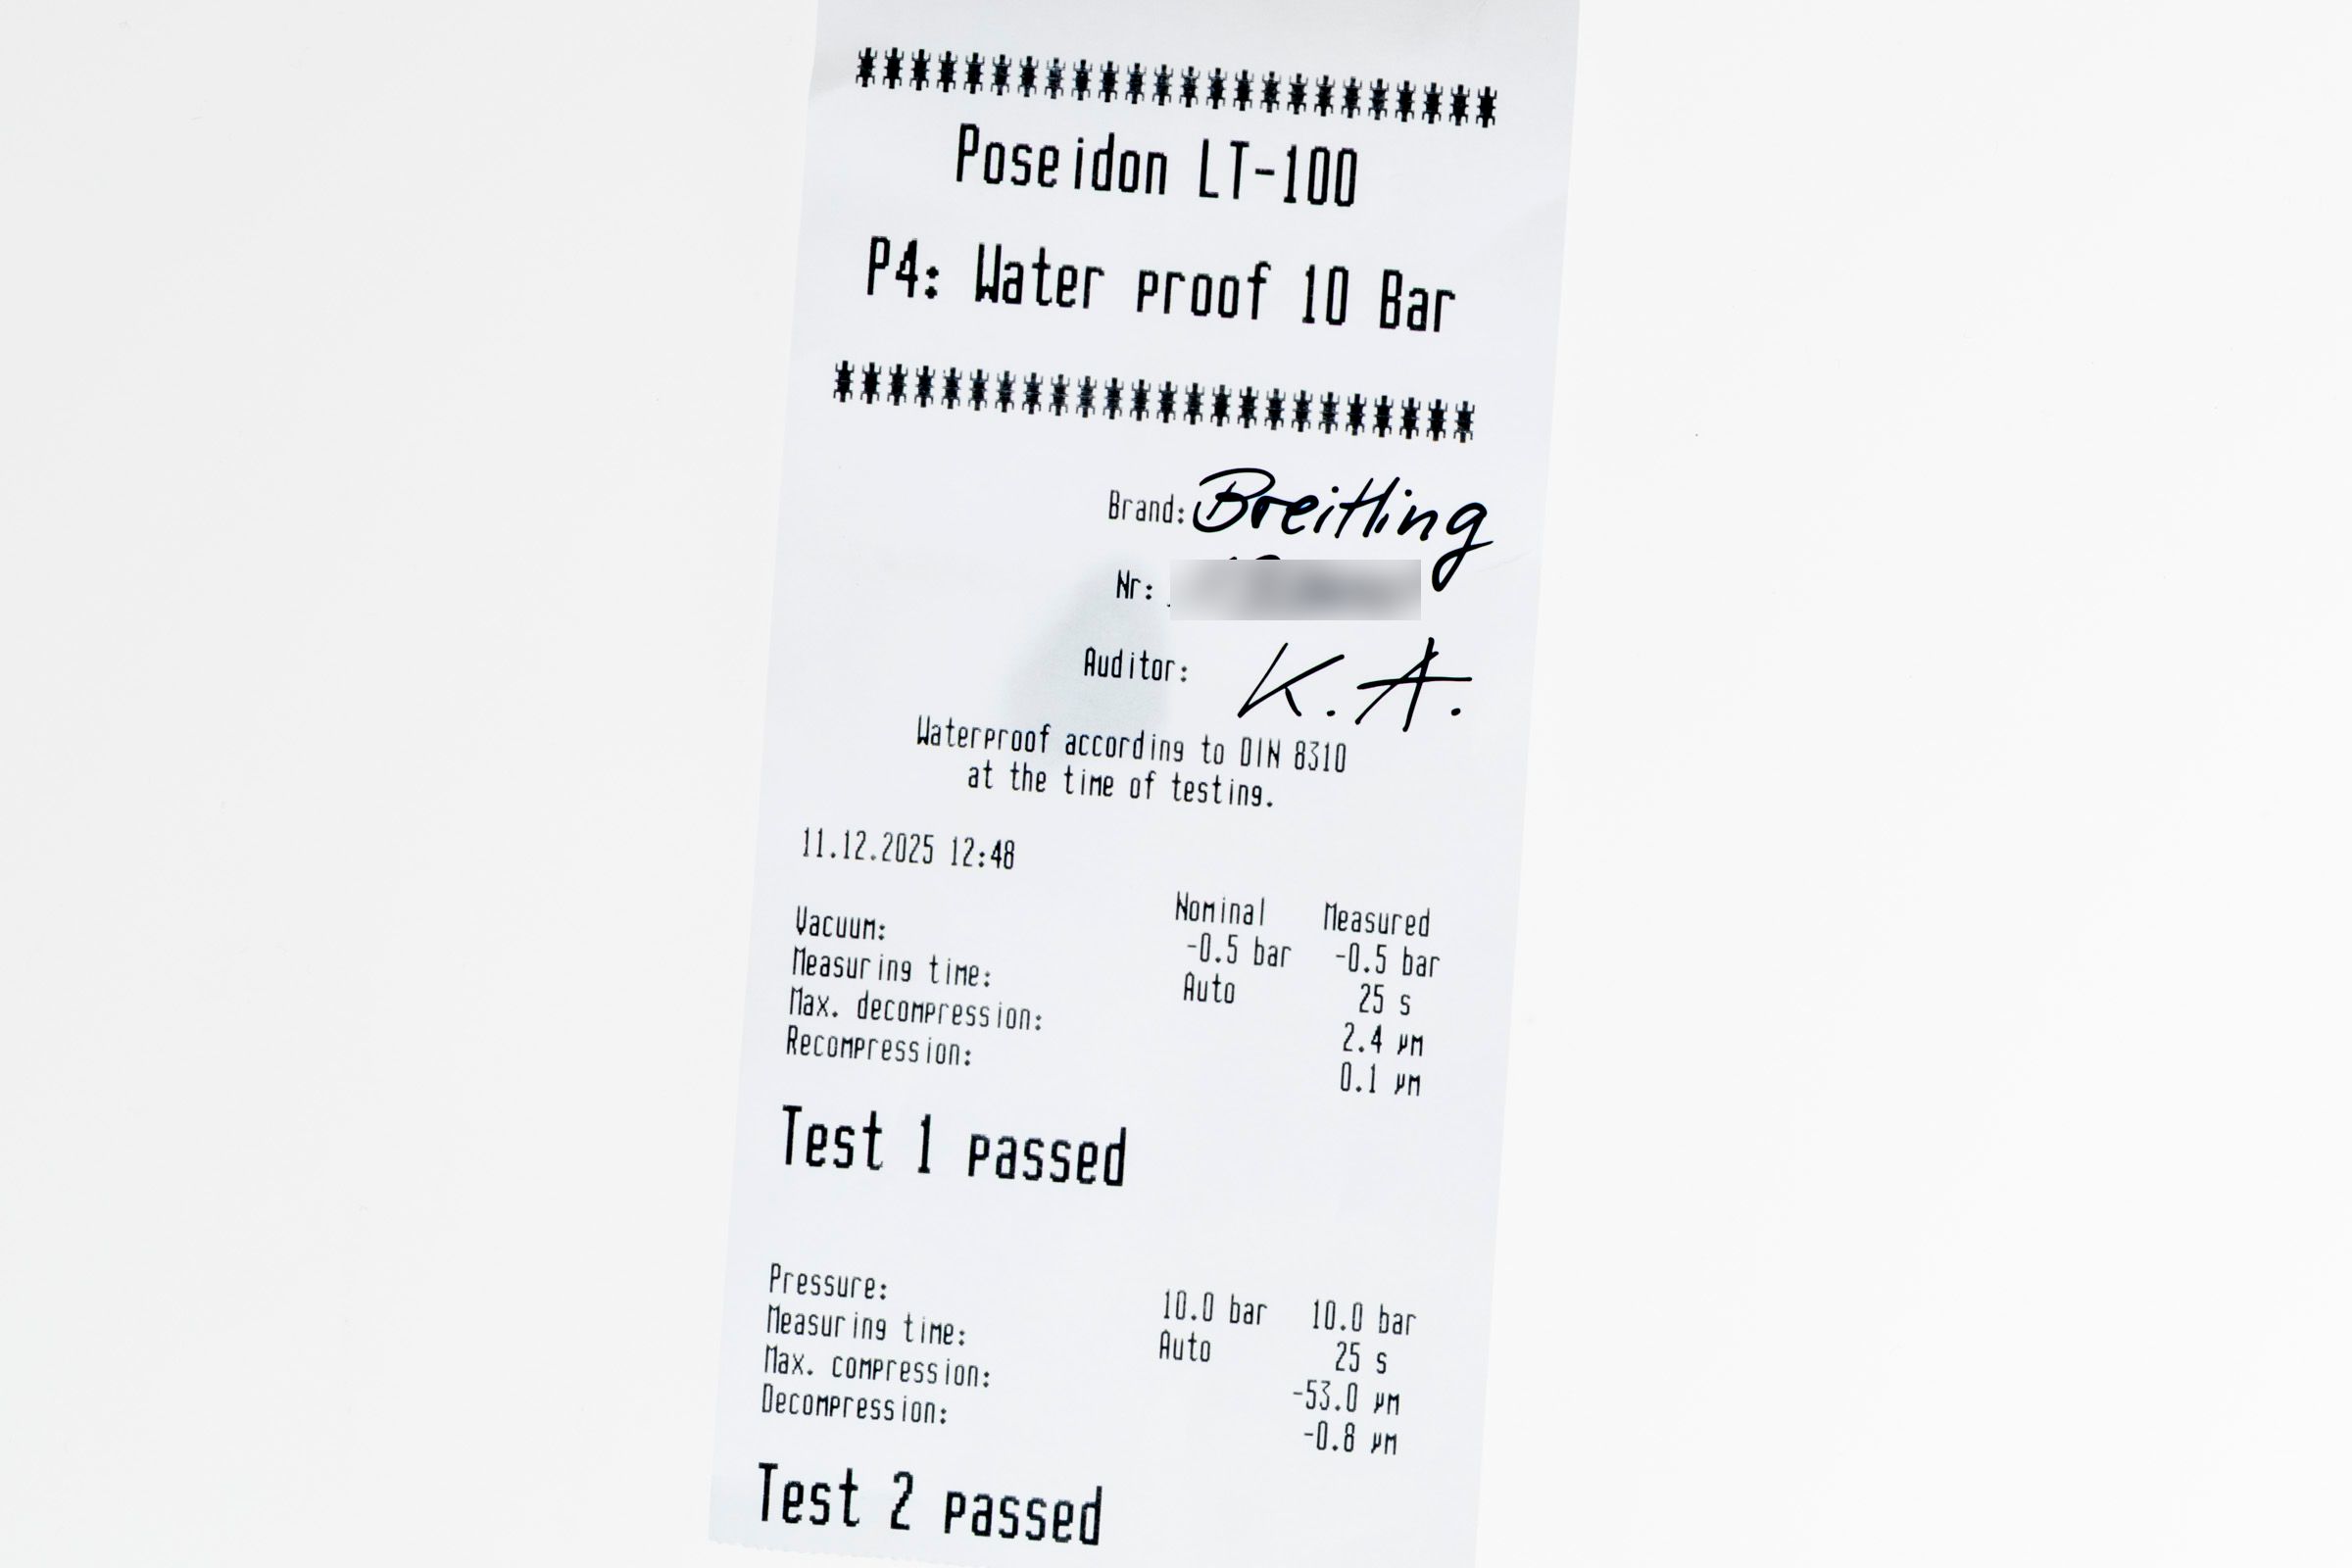 ************************
Poseidon LT-100
P4: Water proof 10 Bar
************************
Brand: Breitling
Nr:
Auditor: K.A.
Waterproof according to DIN 8310
at the time of testing.
11.12.2025 12:48
Nominal Measured
Vacuum: -0.5 bar -0.5 bar
Measuring time: Auto 25 s
Max. decompression: 2.4 µm
Recompression: 0.1 µm
Test 1 passed
Pressure: 10.0 bar 10.0 bar
Measuring time: Auto 25 s
Max. compression: -53.0 µm
Decompression: -0.8 µm
Test 2 passed